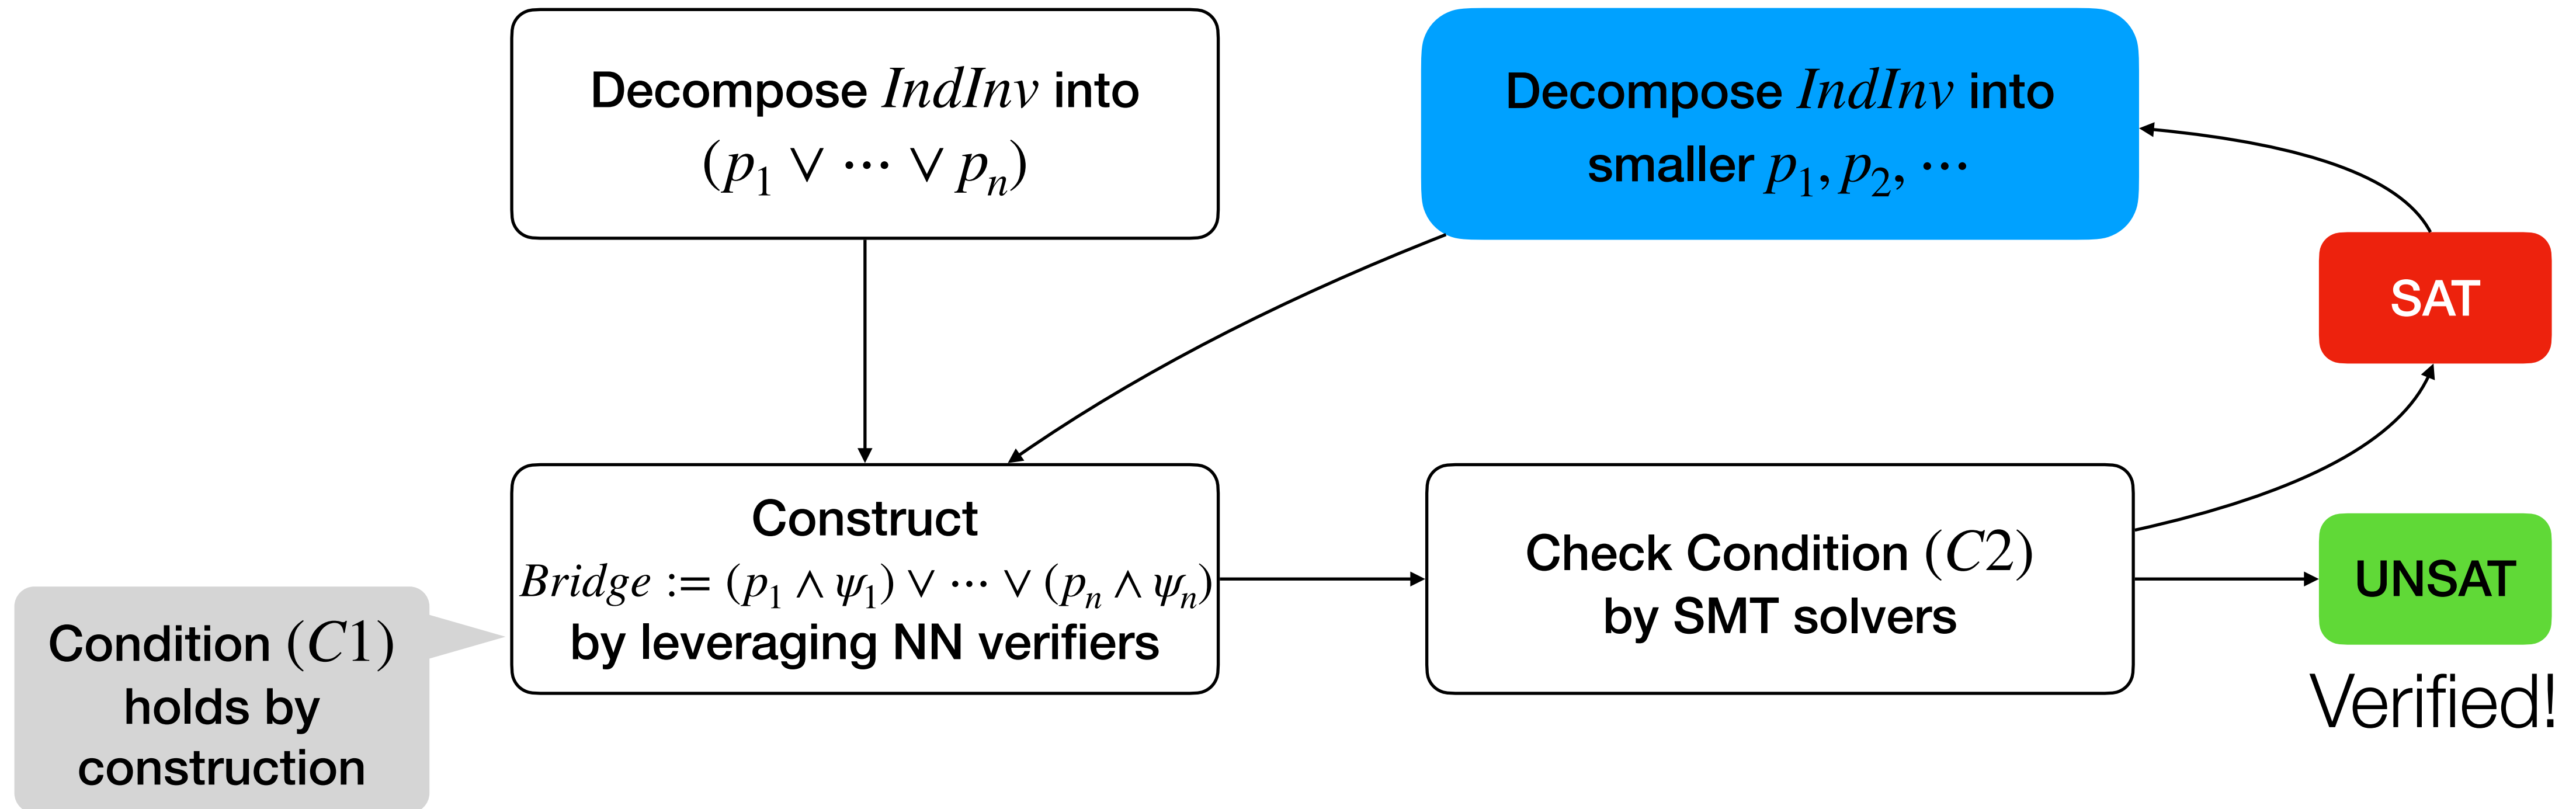 Decompose IndInv into
(p₁ ∨ ⋯ ∨ pₙ)
Decompose IndInv into
smaller p₁, p₂, ⋯
SAT
Construct
Bridge := (p₁ ∧ ψ₁) ∨ ⋯ ∨ (pₙ ∧ ψₙ)
by leveraging NN verifiers
Check Condition (C2)
by SMT solvers
UNSAT
Verified!
Condition (C1)
holds by
construction